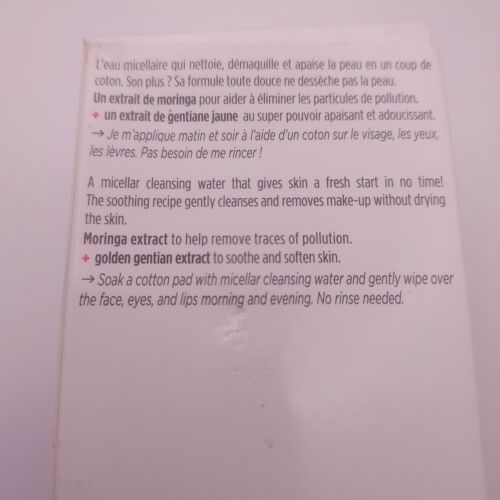 L'eau micellaire qui nettoie, démaquille et apaise la peau en un coup de
coton. Son plus ? Sa formule toute douce ne dessèche pas la peau.
Un extrait de moringa pour aider à éliminer les particules de pollution.
+ un extrait de gentiane jaune au super pouvoir apaisant et adoucissant.
→ Je m'applique matin et soir à l'aide d'un coton sur le visage, les yeux,
les lèvres. Pas besoin de me rincer !
A micellar cleansing water that gives skin a fresh start in no time!
The soothing recipe gently cleanses and removes make-up without drying
the skin.
Moringa extract to help remove traces of pollution.
+ golden gentian extract to soothe and soften skin.
→ Soak a cotton pad with micellar cleansing water and gently wipe over
the face, eyes, and lips morning and evening. No rinse needed.